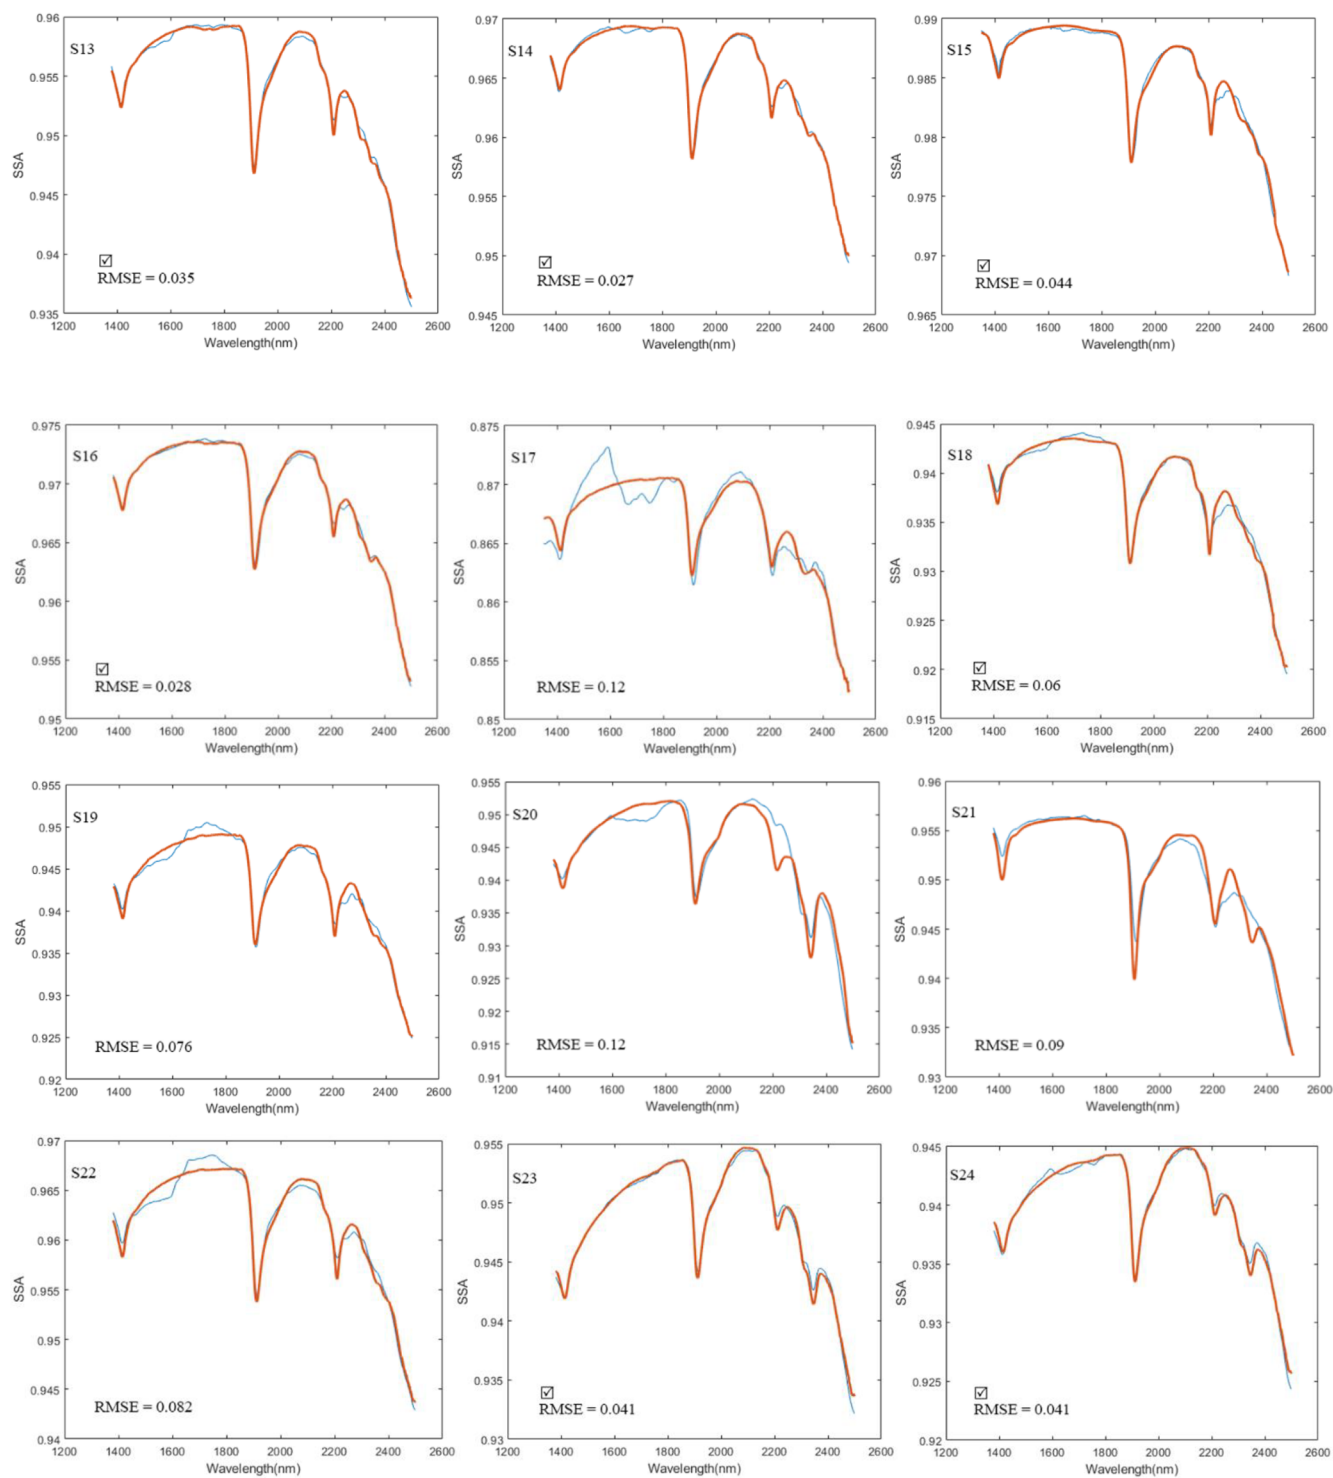 S13
0.96
0.955
0.95
0.945
0.94
0.935
SSA
☑
RMSE = 0.035
1200 1400 1600 1800 2000 2200 2400 2600
Wavelength(nm)
S14
0.97
0.965
0.96
0.955
0.95
0.945
SSA
☑
RMSE = 0.027
1200 1400 1600 1800 2000 2200 2400 2600
Wavelength(nm)
S15
0.99
0.985
0.98
0.975
0.97
0.965
SSA
☑
RMSE = 0.044
1200 1400 1600 1800 2000 2200 2400 2600
Wavelength(nm)
S16
0.975
0.97
0.965
0.96
0.955
0.95
SSA
☑
RMSE = 0.028
1200 1400 1600 1800 2000 2200 2400 2600
Wavelength(nm)
S17
0.875
0.87
0.865
0.86
0.855
0.85
SSA
RMSE = 0.12
1200 1400 1600 1800 2000 2200 2400 2600
Wavelength(nm)
S18
0.945
0.94
0.935
0.93
0.925
0.92
0.915
SSA
☑
RMSE = 0.06
1200 1400 1600 1800 2000 2200 2400 2600
Wavelength(nm)
S19
0.955
0.95
0.945
0.94
0.935
0.93
0.925
0.92
SSA
RMSE = 0.076
1200 1400 1600 1800 2000 2200 2400 2600
Wavelength(nm)
S20
0.955
0.95
0.945
0.94
0.935
0.93
0.925
0.92
0.915
0.91
SSA
RMSE = 0.12
1200 1400 1600 1800 2000 2200 2400 2600
Wavelength(nm)
S21
0.96
0.955
0.95
0.945
0.94
0.935
0.93
SSA
RMSE = 0.09
1200 1400 1600 1800 2000 2200 2400 2600
Wavelength(nm)
S22
0.97
0.965
0.96
0.955
0.95
0.945
0.94
SSA
RMSE = 0.082
1200 1400 1600 1800 2000 2200 2400 2600
Wavelength(nm)
S23
0.955
0.95
0.945
0.94
0.935
0.93
SSA
☑
RMSE = 0.041
1200 1400 1600 1800 2000 2200 2400 2600
Wavelength(nm)
S24
0.945
0.94
0.935
0.93
0.925
0.92
SSA
☑
RMSE = 0.041
1200 1400 1600 1800 2000 2200 2400 2600
Wavelength(nm)